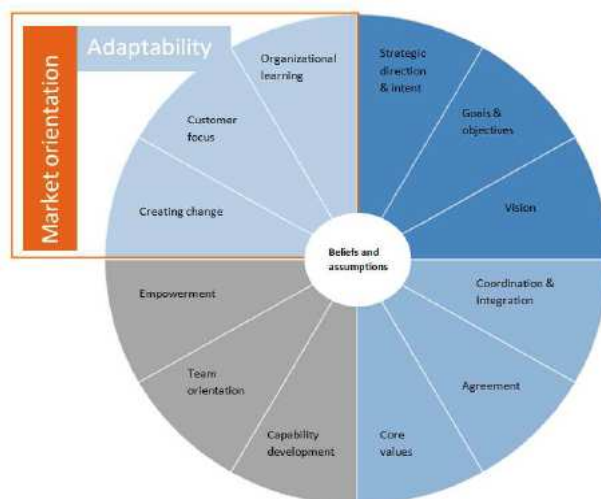 Market orientation
Adaptability
Organizational
learning
Customer
focus
Creating change
Strategic
direction
& intent
Goals &
objectives
Vision
Beliefs and
assumptions
Empowerment
Team
orientation
Capability
development
Coordination &
Integration
Agreement
Core
values